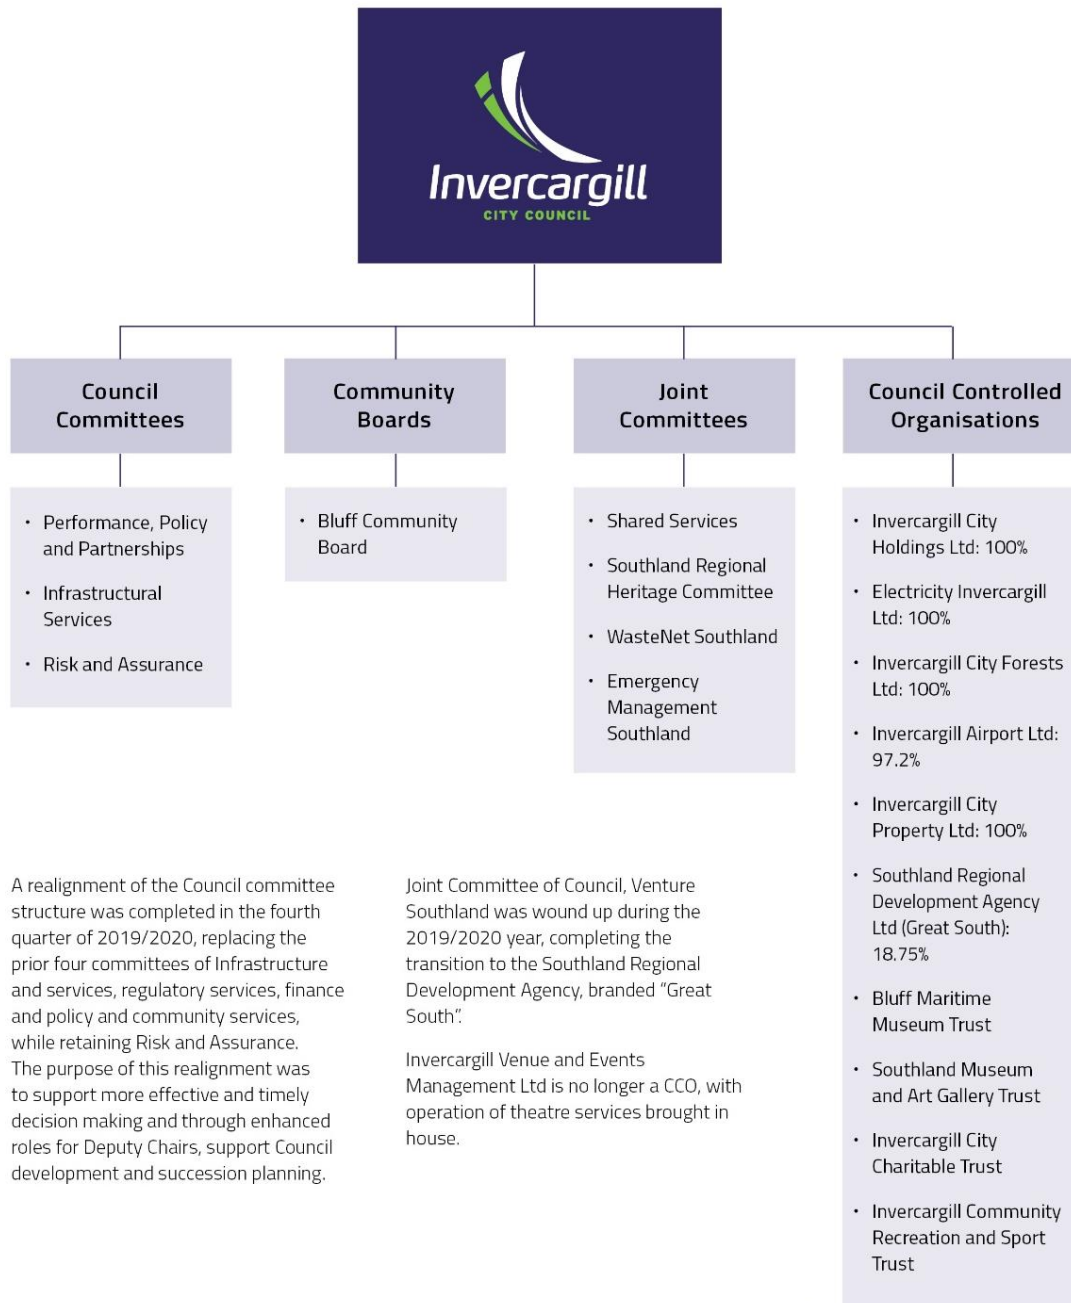 Invercargill
CITY COUNCIL
Council
Committees
• Performance, Policy
and Partnerships
• Infrastructural
Services
• Risk and Assurance
Community
Boards
• Bluff Community
Board
Joint
Committees
• Shared Services
• Southland Regional
Heritage Committee
• WasteNet Southland
• Emergency
Management
Southland
Council Controlled
Organisations
• Invercargill City
Holdings Ltd: 100%
• Electricity Invercargill
Ltd: 100%
• Invercargill City Forests
Ltd: 100%
• Invercargill Airport Ltd:
97.2%
• Invercargill City
Property Ltd: 100%
• Southland Regional
Development Agency
Ltd (Great South):
18.75%
• Bluff Maritime
Museum Trust
• Southland Museum
and Art Gallery Trust
• Invercargill City
Charitable Trust
• Invercargill Community
Recreation and Sport
Trust
A realignment of the Council committee
structure was completed in the fourth
quarter of 2019/2020, replacing the
prior four committees of Infrastructure
and services, regulatory services, finance
and policy and community services,
while retaining Risk and Assurance.
The purpose of this realignment was
to support more effective and timely
decision making and through enhanced
roles for Deputy Chairs, support Council
development and succession planning.
Joint Committee of Council, Venture
Southland was wound up during the
2019/2020 year, completing the
transition to the Southland Regional
Development Agency, branded “Great
South”.
Invercargill Venue and Events
Management Ltd is no longer a CCO, with
operation of theatre services brought in
house.